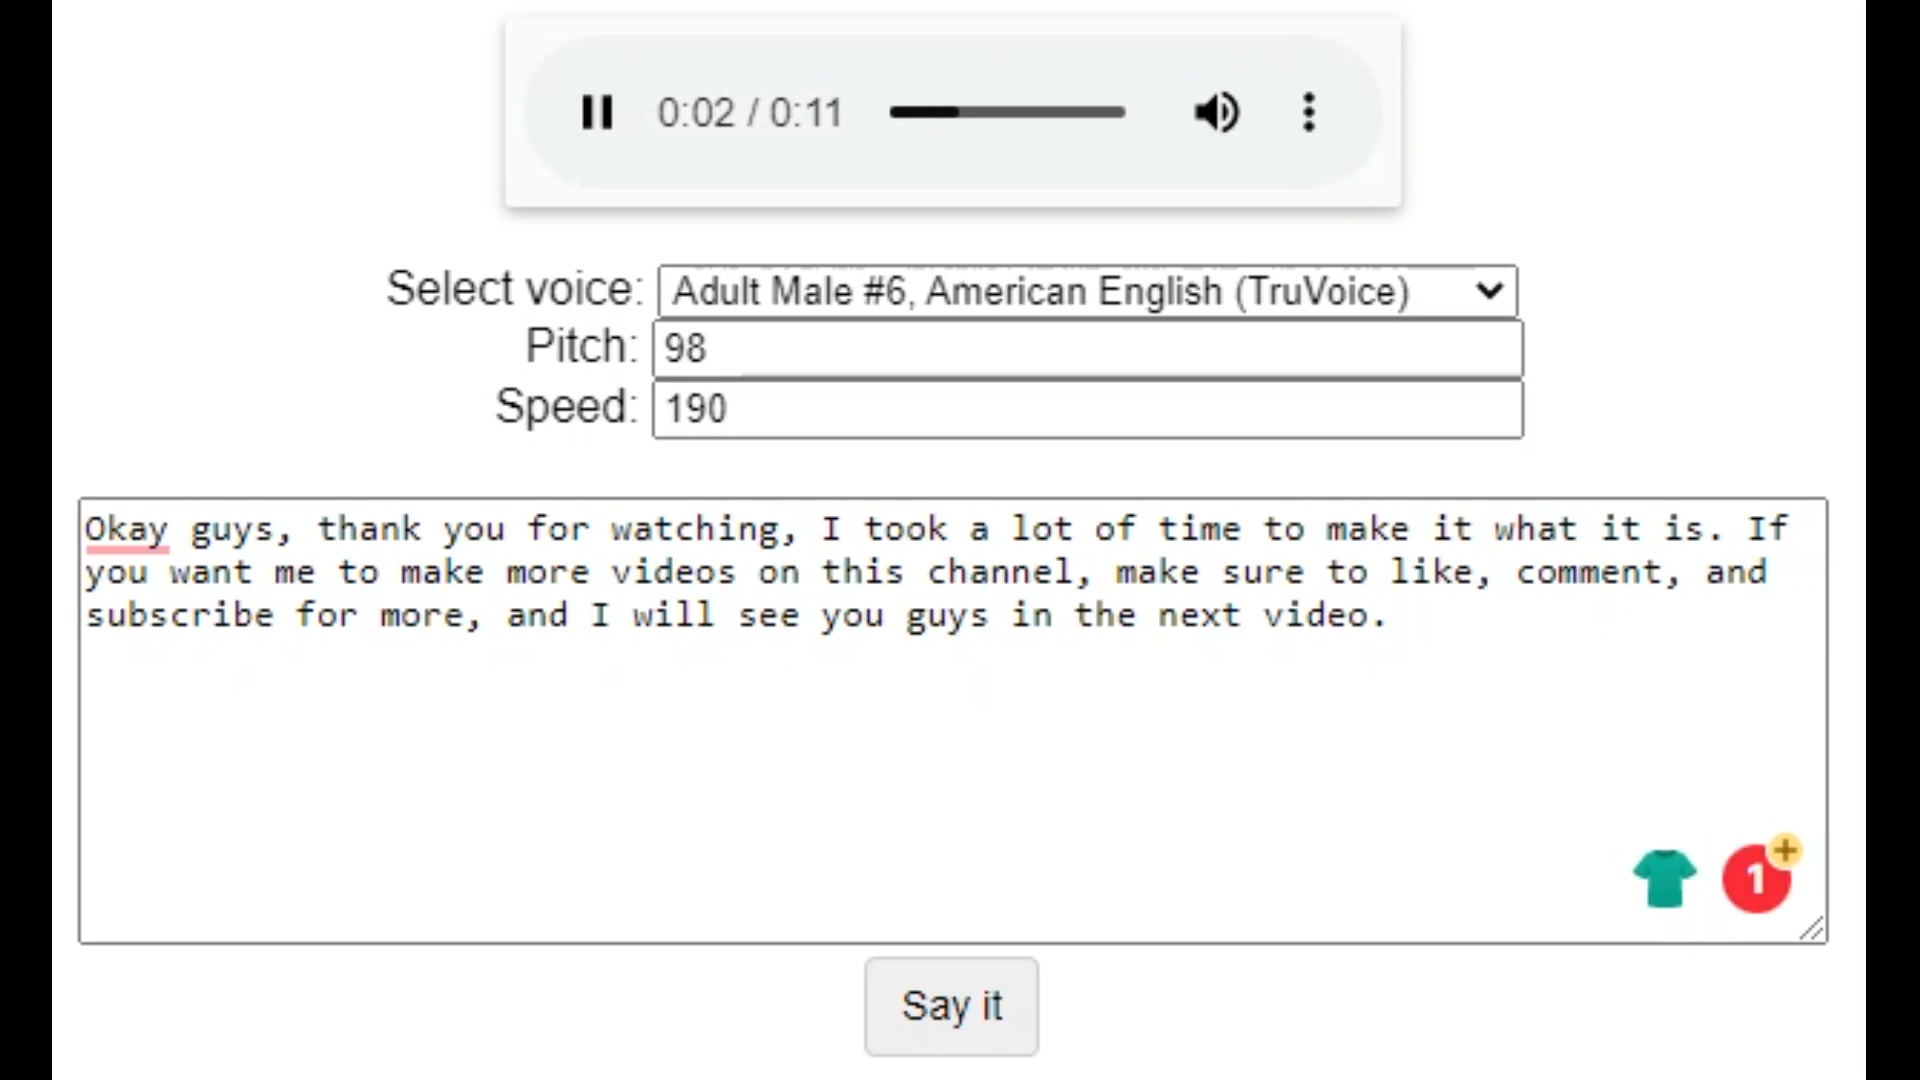 0:02 / 0:11
Select voice: Adult Male #6, American English (TruVoice)
Pitch: 98
Speed: 190
Okay guys, thank you for watching, I took a lot of time to make it what it is. If
you want me to make more videos on this channel, make sure to like, comment, and
subscribe for more, and I will see you guys in the next video.
1
+
Say it